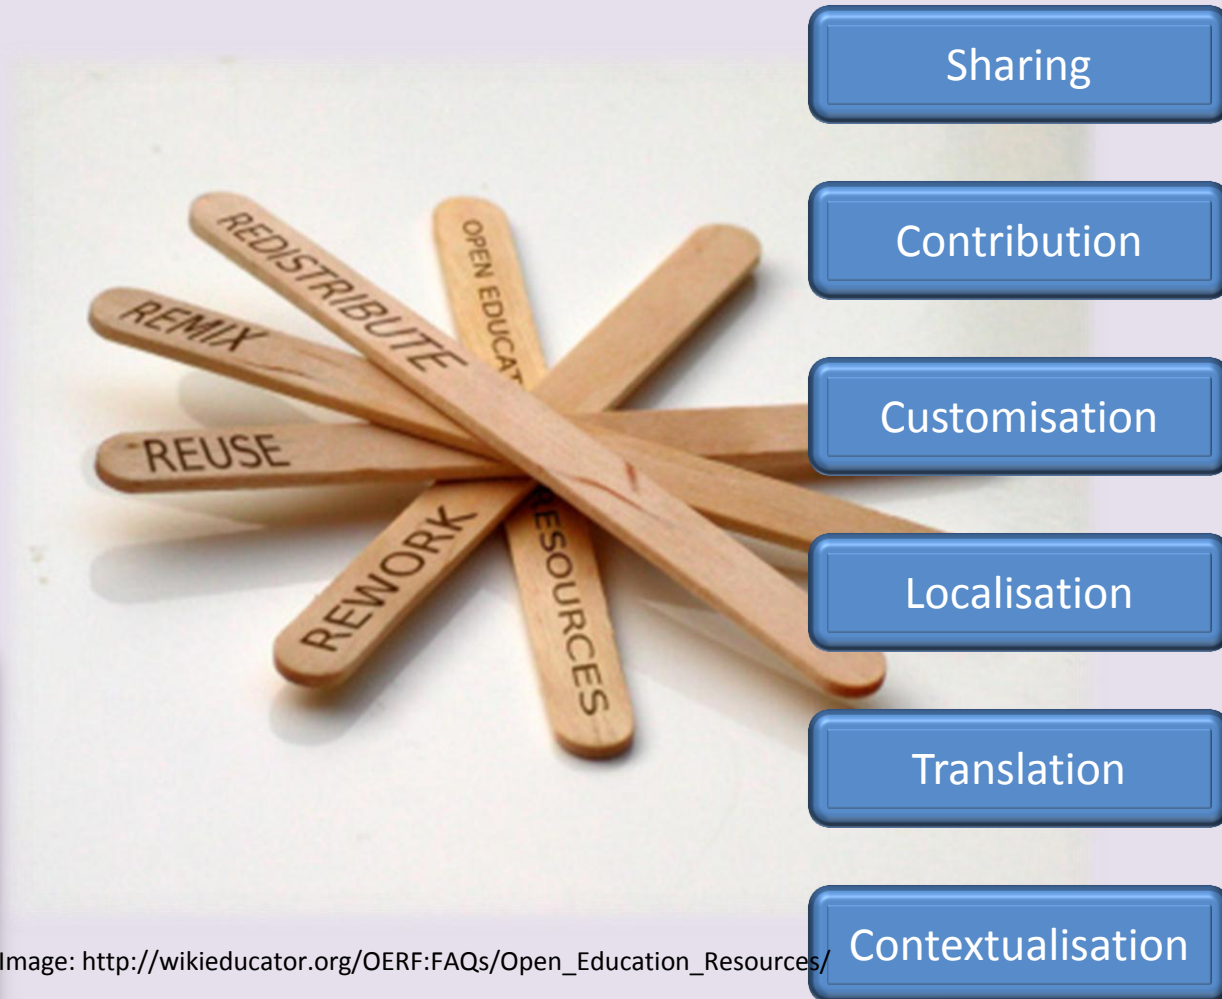 Sharing
Contribution
Customisation
Localisation
Translation
Contextualisation
REDISTRIBUTE
REMIX
REUSE
REWORK
OPEN EDUCAT
ESOURCES
Image: http://wikieducator.org/OERF:FAQs/Open_Education_Resources/